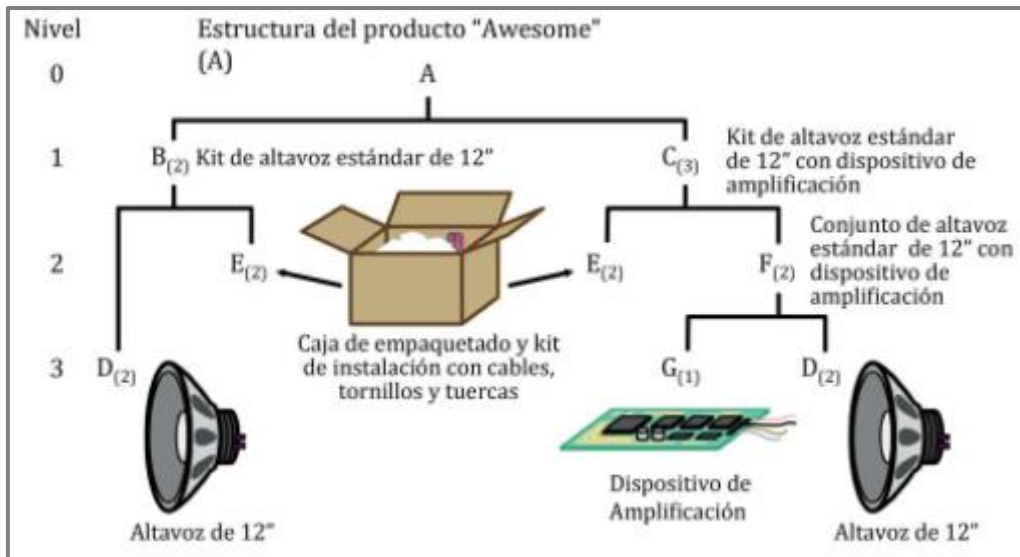 Nivel
Estructura del producto “Awesome”
(A)
0
A
1
B(2) Kit de altavoz estándar de 12”
C(3)
Kit de altavoz estándar
de 12” con dispositivo de
amplificación
2
E(2)
E(2)
F(2)
Conjunto de altavoz
estándar de 12” con
dispositivo de
amplificación
Caja de empaquetado y kit
de instalación con cables,
tornillos y tuercas
3
D(2)
G(1)
D(2)
Altavoz de 12”
Dispositivo de
Amplificación
Altavoz de 12”